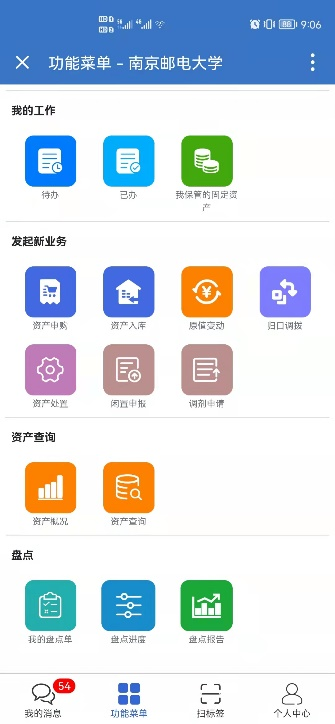 9:06
88
功能菜单 - 南京邮电大学
我的工作
待办
已办
我保管的固定资
产
发起新业务
资产申购
资产入库
原值变动
归口调拨
资产处置
闲置申报
调剂申请
资产查询
资产概况
资产查询
盘点
我的盘点单
盘点进度
盘点报告
54
我的消息
功能菜单
扫标签
个人中心